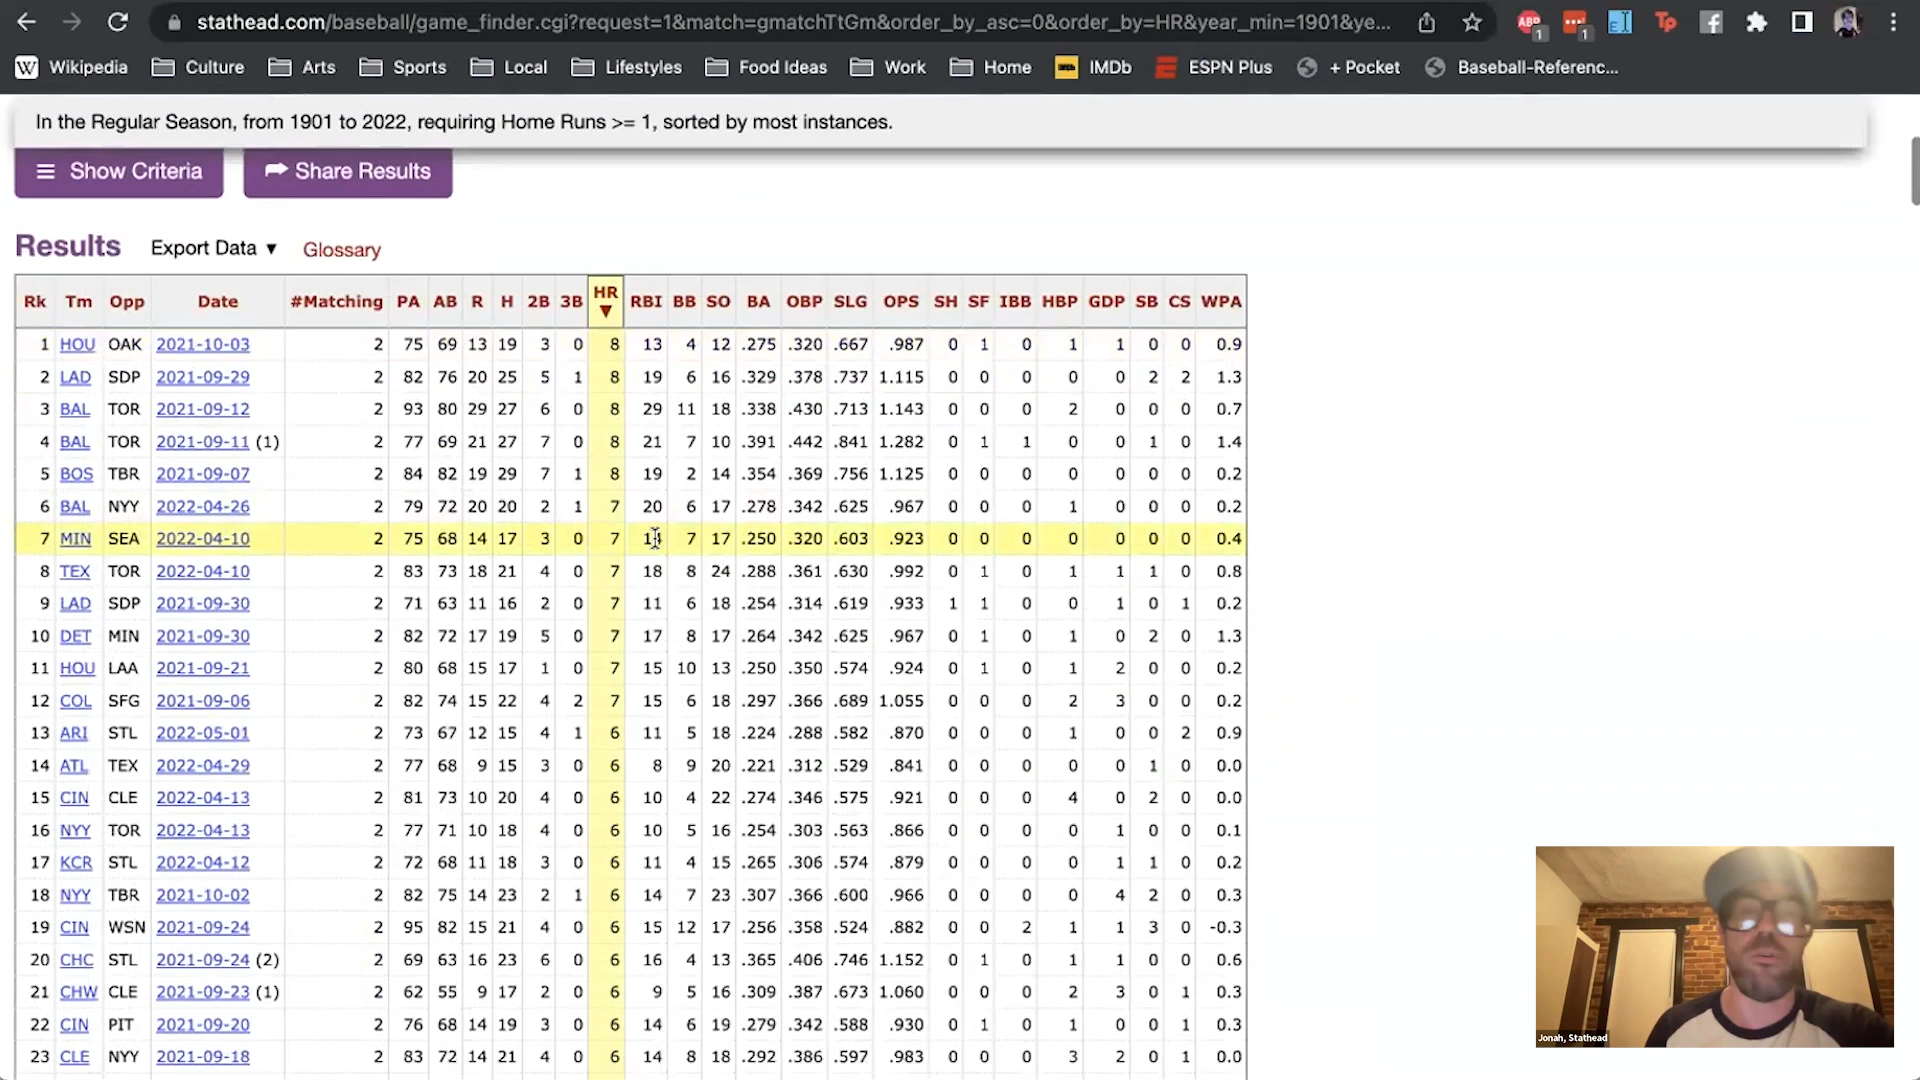 stathead.com/baseball/game_finder.cgi?request=1&match=gmatchTtGm&order_by_asc=0&order_by=HR&year_min=1901&ye...
ABP 1 1 Tp
W Wikipedia Culture Arts Sports Local Lifestyles Food Ideas Work Home IMDb ESPN Plus + Pocket Baseball-Referenc...
In the Regular Season, from 1901 to 2022, requiring Home Runs >= 1, sorted by most instances.
Show Criteria Share Results
Results Export Data ▼ Glossary
Rk Tm Opp Date #Matching PA AB R H 2B 3B HR ▼ RBI BB SO BA OBP SLG OPS SH SF IBB HBP GDP SB CS WPA
1 HOU OAK 2021-10-03 2 75 69 13 19 3 0 8 13 4 12 .275 .320 .667 .987 0 1 0 1 1 0 0 0.9
2 LAD SDP 2021-09-29 2 82 76 20 25 5 1 8 19 6 16 .329 .378 .737 1.115 0 0 0 0 0 2 2 1.3
3 BAL TOR 2021-09-12 2 93 80 29 27 6 0 8 29 11 18 .338 .430 .713 1.143 0 0 0 2 0 0 0 0.7
4 BAL TOR 2021-09-11 (1) 2 77 69 21 27 7 0 8 21 7 10 .391 .442 .841 1.282 0 1 1 0 0 1 0 1.4
5 BOS TBR 2021-09-07 2 84 82 19 29 7 1 8 19 2 14 .354 .369 .756 1.125 0 0 0 0 0 0 0 0.2
6 BAL NYY 2022-04-26 2 79 72 20 20 2 1 7 20 6 17 .278 .342 .625 .967 0 0 0 1 0 0 0 0.2
7 MIN SEA 2022-04-10 2 75 68 14 17 3 0 7 14 7 17 .250 .320 .603 .923 0 0 0 0 0 0 0 0.4
8 TEX TOR 2022-04-10 2 83 73 18 21 4 0 7 18 8 24 .288 .361 .630 .992 0 1 0 1 1 1 0 0.8
9 LAD SDP 2021-09-30 2 71 63 11 16 2 0 7 11 6 18 .254 .314 .619 .933 1 1 0 0 1 0 1 0.2
10 DET MIN 2021-09-30 2 82 72 17 19 5 0 7 17 8 17 .264 .342 .625 .967 0 1 0 1 0 2 0 1.3
11 HOU LAA 2021-09-21 2 80 68 15 17 1 0 7 15 10 13 .250 .350 .574 .924 0 1 0 1 2 0 0 0.2
12 COL SFG 2021-09-06 2 82 74 15 22 4 2 7 15 6 18 .297 .366 .689 1.055 0 0 0 2 3 0 0 0.2
13 ARI STL 2022-05-01 2 73 67 12 15 4 1 6 11 5 18 .224 .288 .582 .870 0 0 0 1 0 0 2 0.9
14 ATL TEX 2022-04-29 2 77 68 9 15 3 0 6 8 9 20 .221 .312 .529 .841 0 0 0 0 0 1 0 0.0
15 CIN CLE 2022-04-13 2 81 73 10 20 4 0 6 10 4 22 .274 .346 .575 .921 0 0 0 4 0 2 0 0.0
16 NYY TOR 2022-04-13 2 77 71 10 18 4 0 6 10 5 16 .254 .303 .563 .866 0 0 0 0 1 0 0 0.1
17 KCR STL 2022-04-12 2 72 68 11 18 3 0 6 11 4 15 .265 .306 .574 .879 0 0 0 0 1 1 0 0.2
18 NYY TBR 2021-10-02 2 82 75 14 23 2 1 6 14 7 23 .307 .366 .600 .966 0 0 0 0 4 2 0 0.3
19 CIN WSN 2021-09-24 2 95 82 15 21 4 0 6 15 12 17 .256 .358 .524 .882 0 0 2 1 1 3 0 -0.3
20 CHC STL 2021-09-24 (2) 2 69 63 16 23 6 0 6 16 4 13 .365 .406 .746 1.152 0 1 0 1 1 0 0 0.6
21 CHW CLE 2021-09-23 (1) 2 62 55 9 17 2 0 6 9 5 16 .309 .387 .673 1.060 0 0 0 2 3 0 1 0.3
22 CIN PIT 2021-09-20 2 76 68 14 19 3 0 6 14 6 19 .279 .342 .588 .930 0 1 0 1 0 0 1 0.3
23 CLE NYY 2021-09-18 2 83 72 14 21 4 0 6 14 8 18 .292 .386 .597 .983 0 0 0 3 2 0 1 0.0
Jonah, Stathead